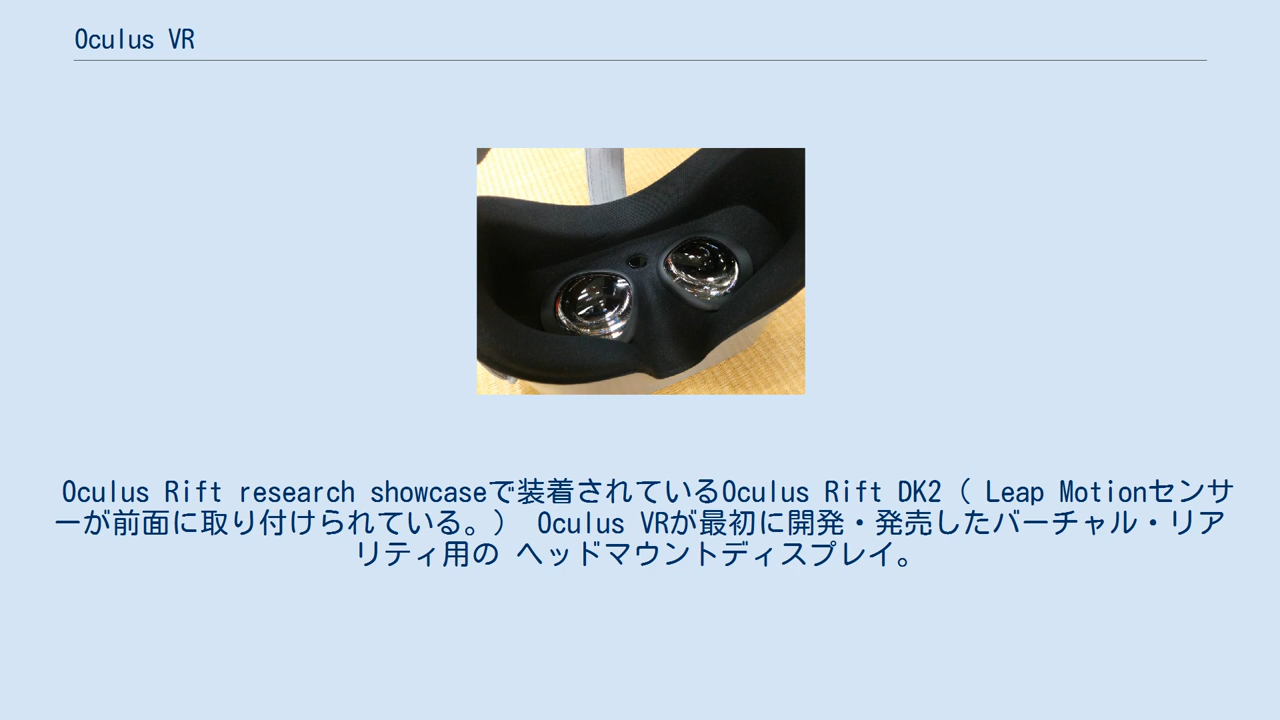 Oculus VR
Oculus Rift research showcaseで装着されているOculus Rift DK2（ Leap Motionセンサ
ーが前面に取り付けられている。） Oculus VRが最初に開発・発売したバーチャル・リア
リティ用の ヘッドマウントディスプレイ。